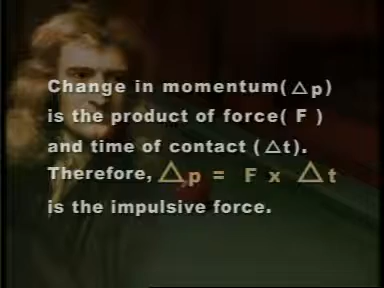 Change in momentum( △p)
is the product of force( F )
and time of contact (△t).
Therefore, △p = F x △t
is the impulsive force.